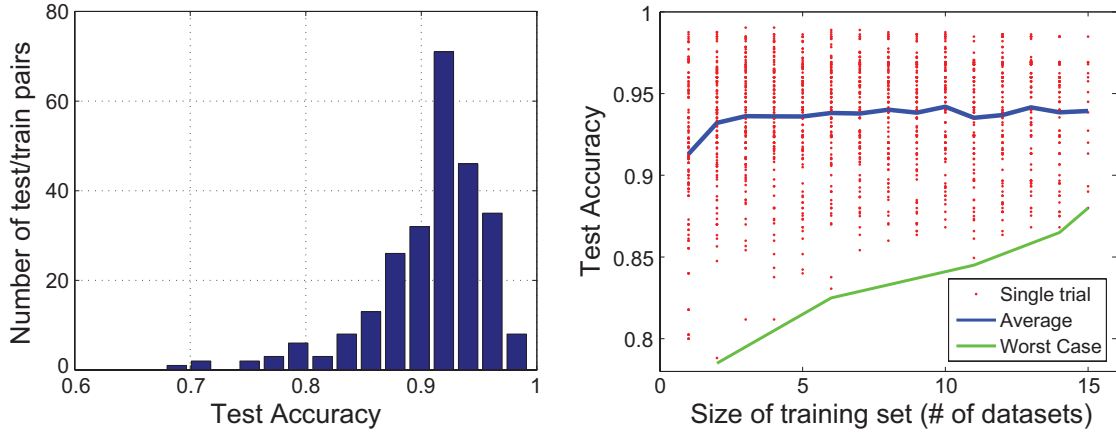 80
60
40
20
0
0.6
0.7
0.8
0.9
1
Number of test/train pairs
Test Accuracy
1
0.95
0.9
0.85
0.8
0
5
10
15
Test Accuracy
Size of training set (# of datasets)
Single trial
Average
Worst Case